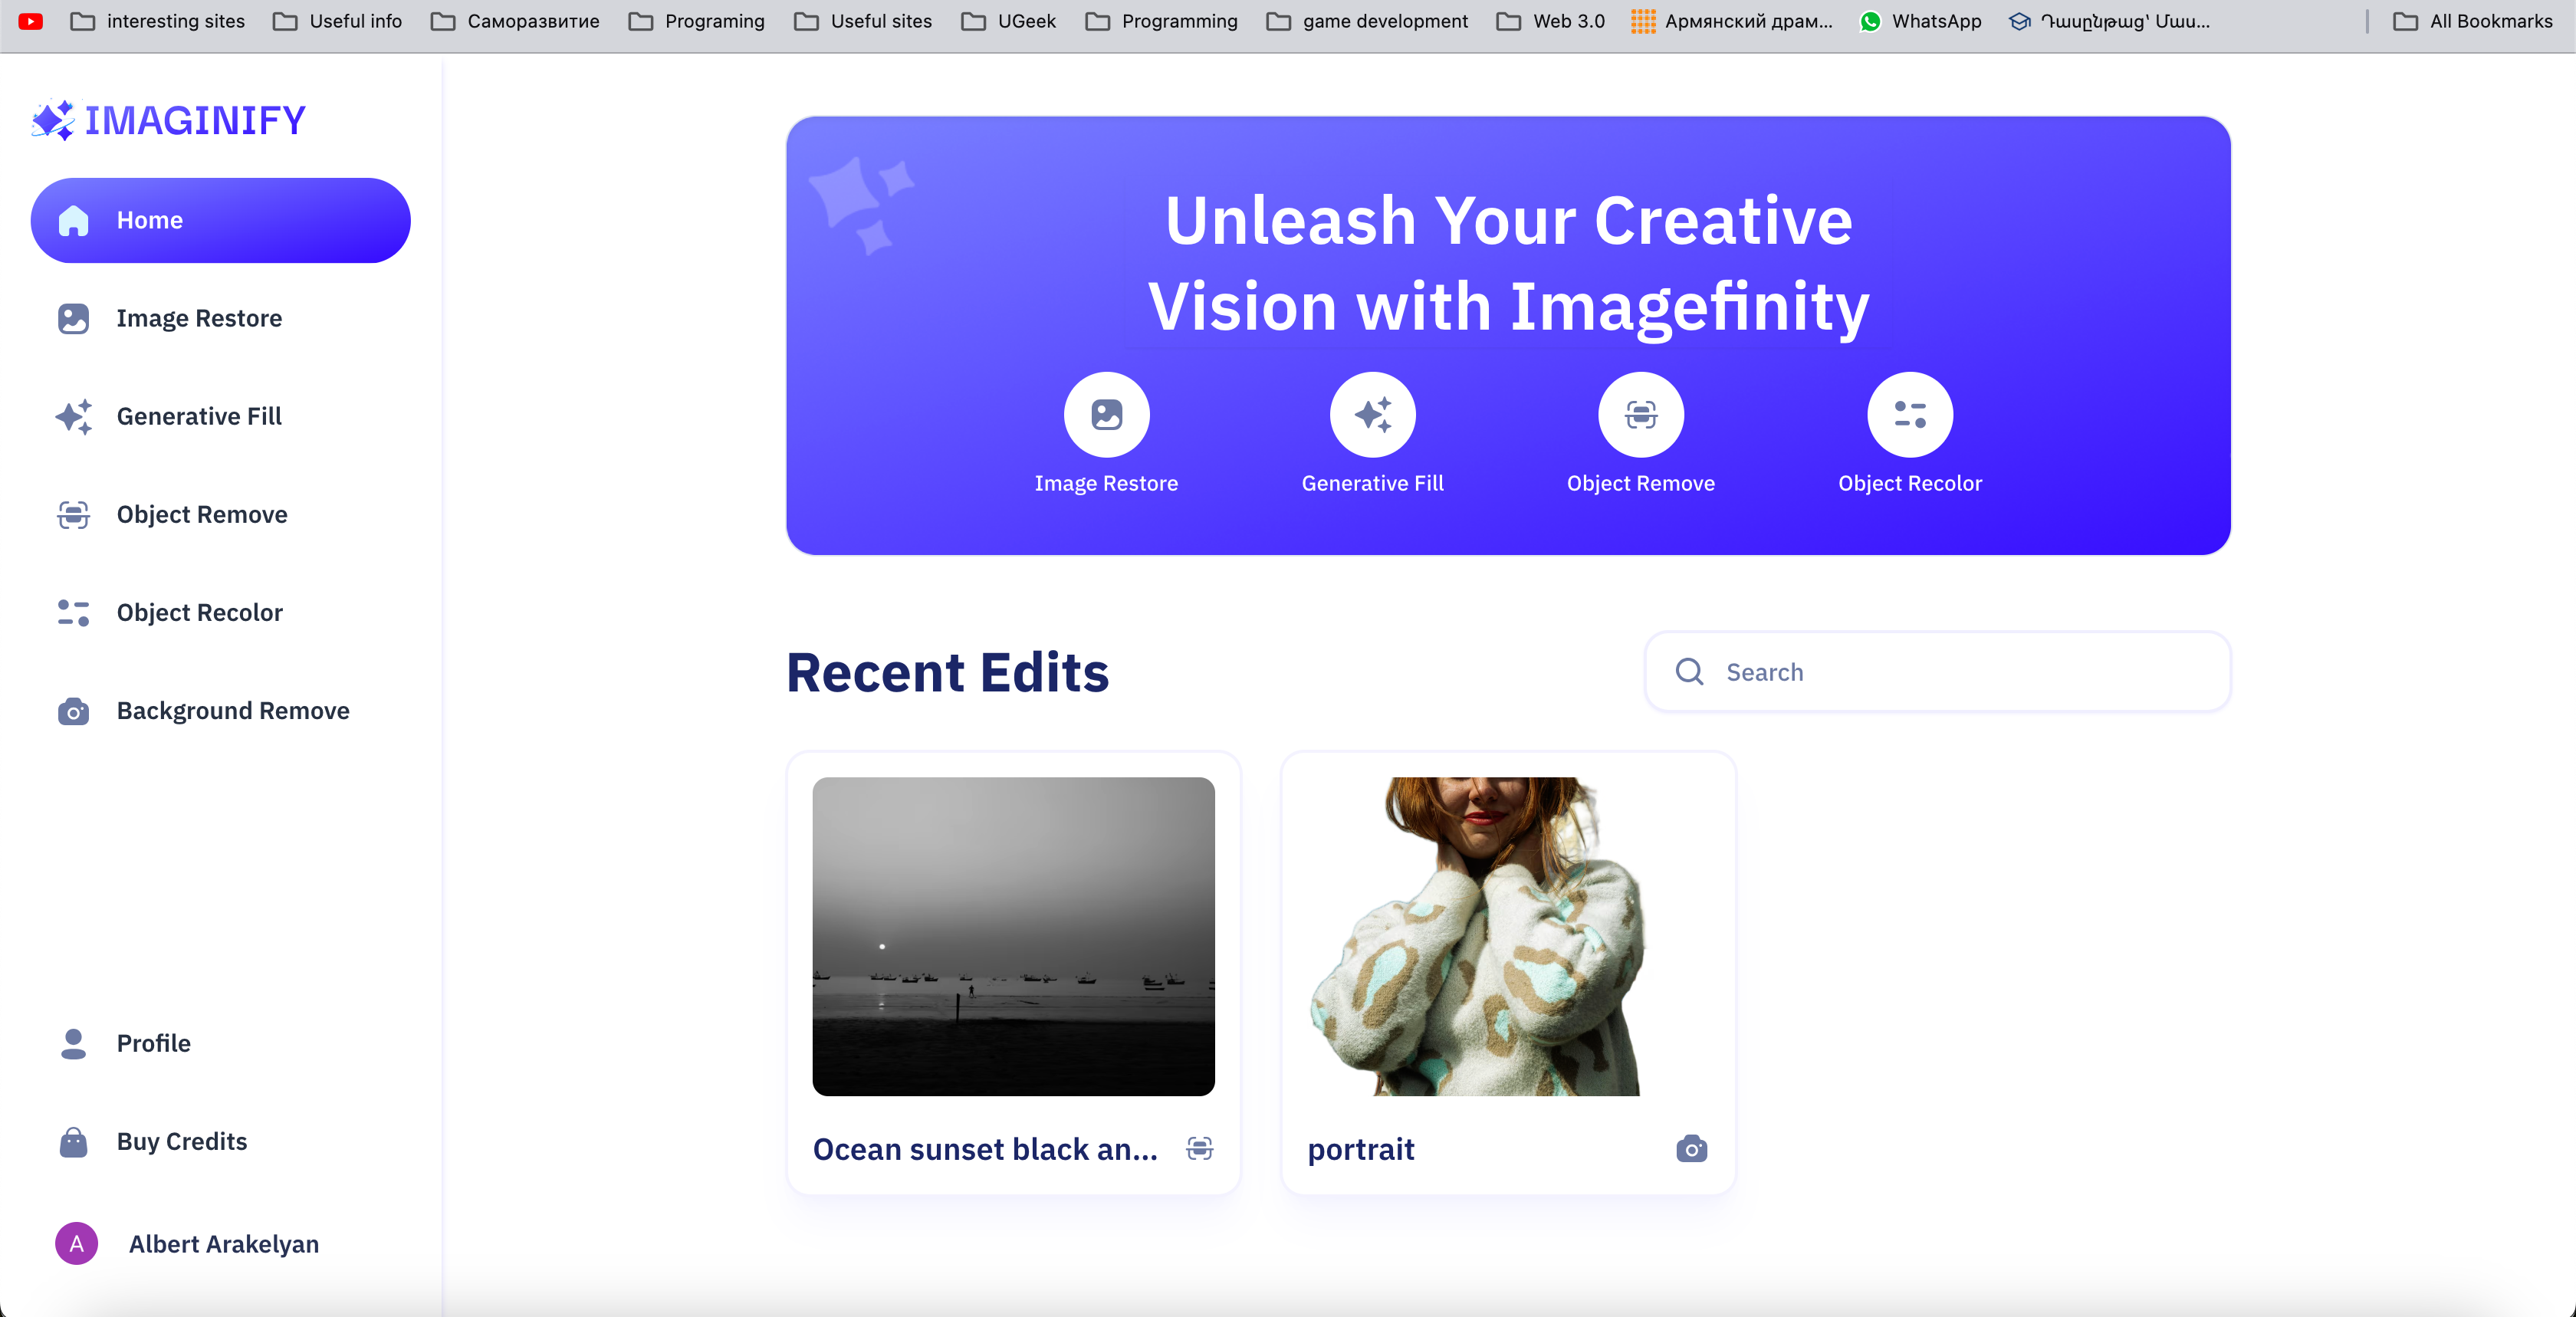 interesting sites
Useful info
Саморазвитие
Programing
Useful sites
UGeek
Programming
game development
Web 3.0
Армянский драм...
WhatsApp
Դասընթաց՝ Մաս...
All Bookmarks
IMAGINIFY
Home
Image Restore
Generative Fill
Object Remove
Object Recolor
Background Remove
Profile
Buy Credits
A
Albert Arakelyan
Unleash Your Creative
Vision with Imagefinity
Image Restore
Generative Fill
Object Remove
Object Recolor
Recent Edits
Search
Ocean sunset black an...
portrait